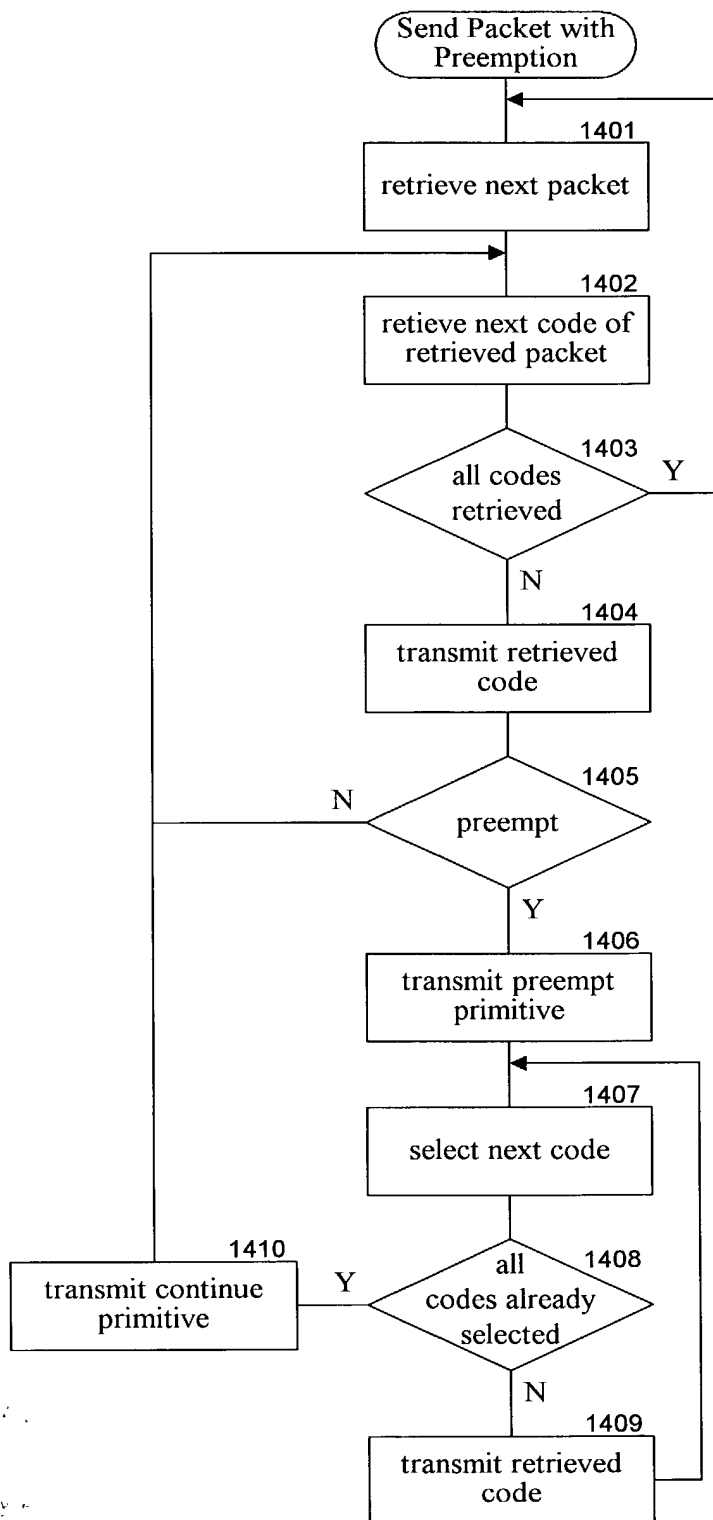 Send Packet with
Preemption
1401
retrieve next packet
1402
retieve next code of
retrieved packet
1403
all codes
retrieved
Y
N
1404
transmit retrieved
code
1405
N
preempt
Y
1406
transmit preempt
primitive
1407
select next code
1410
transmit continue
primitive
Y
1408
all
codes already
selected
N
1409
transmit retrieved
code